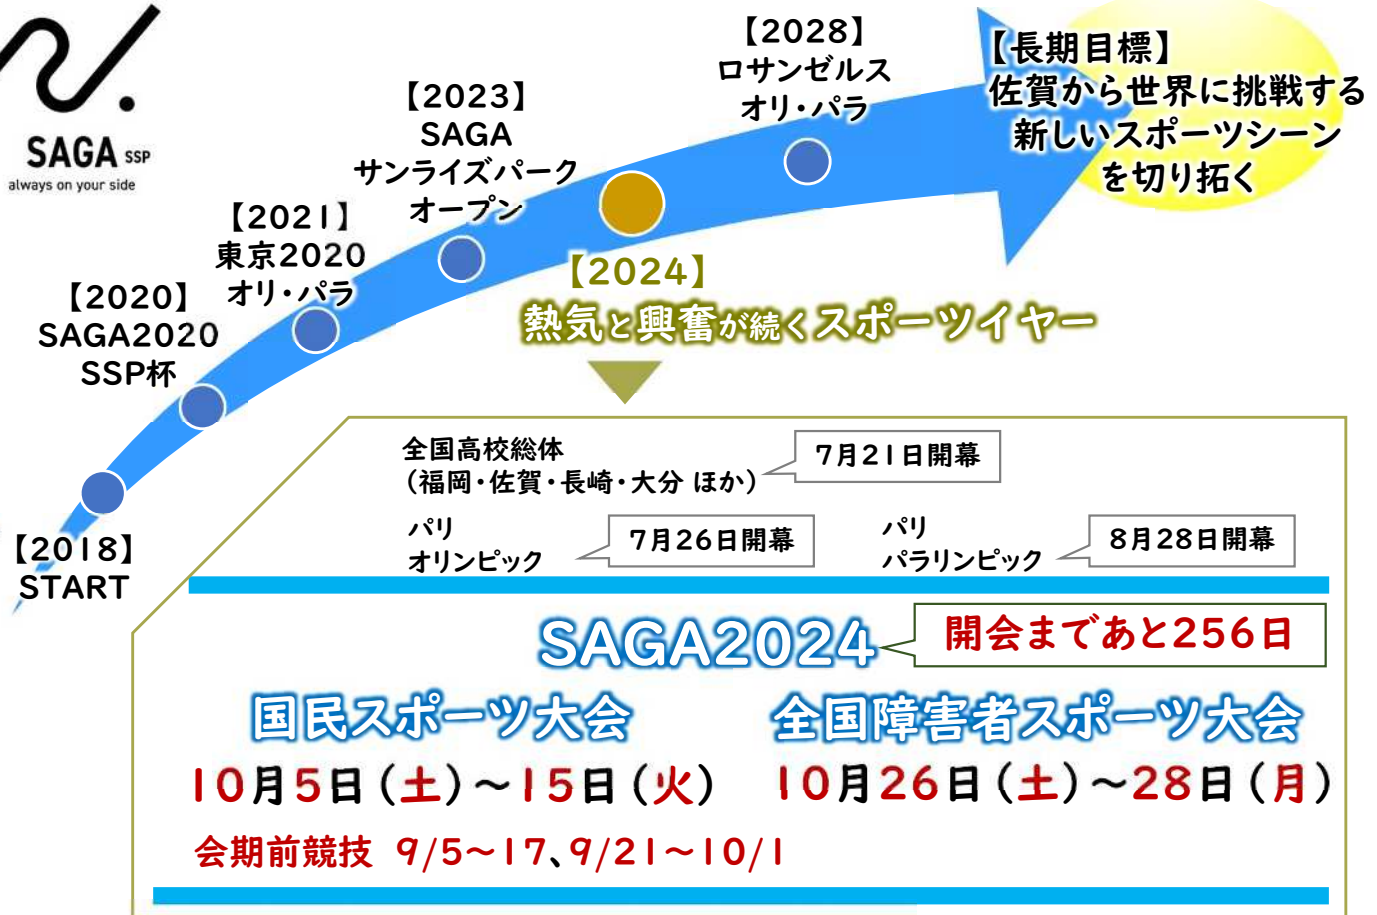 SAGA SSP
always on your side
【2018】
START
【2020】
SAGA2020
SSP杯
【2021】
東京2020
オリ・パラ
【2023】
SAGA
サンライズパーク
オープン
【2024】
熱気と興奮が続くスポーツイヤー
【2028】
ロサンゼルス
オリ・パラ
【長期目標】
佐賀から世界に挑戦する
新しいスポーツシーン
を切り拓く
全国高校総体
（福岡・佐賀・長崎・大分 ほか）
7月21日開幕
パリ
オリンピック
7月26日開幕
パリ
パラリンピック
8月28日開幕
SAGA2024
開会まであと256日
国民スポーツ大会
10月5日（土）～15日（火）
会期前競技 9/5～17、9/21～10/1
全国障害者スポーツ大会
10月26日（土）～28日（月）